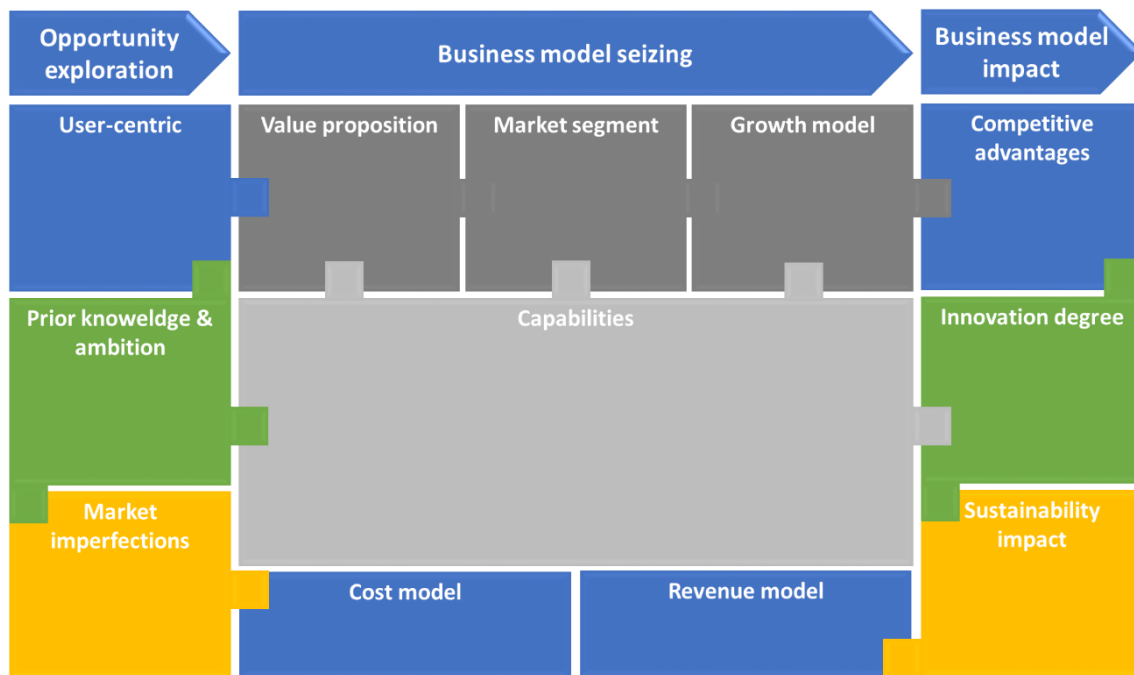 Opportunity
exploration
Business model seizing
Business model
impact
User-centric
Value proposition
Market segment
Growth model
Competitive
advantages
Prior knoweldge &
ambition
Capabilities
Innovation degree
Market
imperfections
Cost model
Revenue model
Sustainability
impact